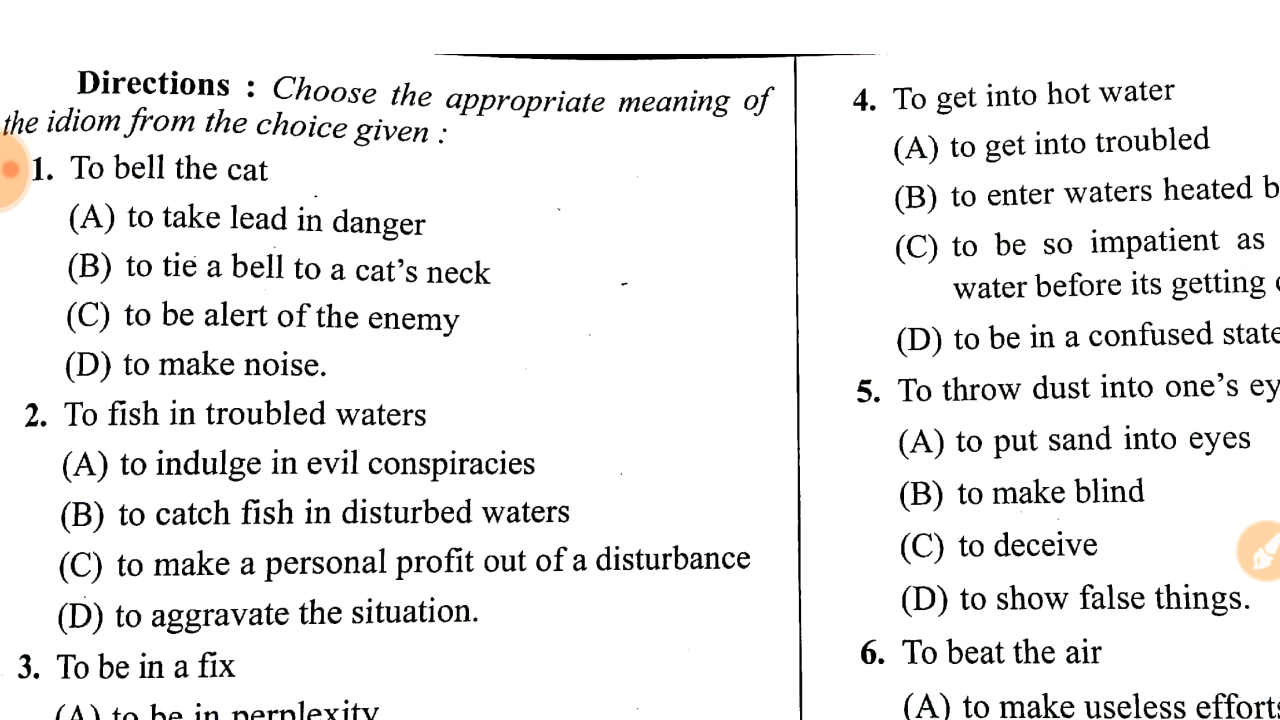 Directions : Choose the appropriate meaning of
the idiom from the choice given :
1. To bell the cat
(A) to take lead in danger
(B) to tie a bell to a cat's neck
(C) to be alert of the enemy
(D) to make noise.
2. To fish in troubled waters
(A) to indulge in evil conspiracies
(B) to catch fish in disturbed waters
(C) to make a personal profit out of a disturbance
(D) to aggravate the situation.
3. To be in a fix
(A) to be in perplexity
4. To get into hot water
(A) to get into troubled
(B) to enter waters heated
(C) to be so impatient as
water before its getting
(D) to be in a confused state
5. To throw dust into one's
(A) to put sand into eyes
(B) to make blind
(C) to deceive
(D) to show false things.
6. To beat the air
(A) to make useless efforts